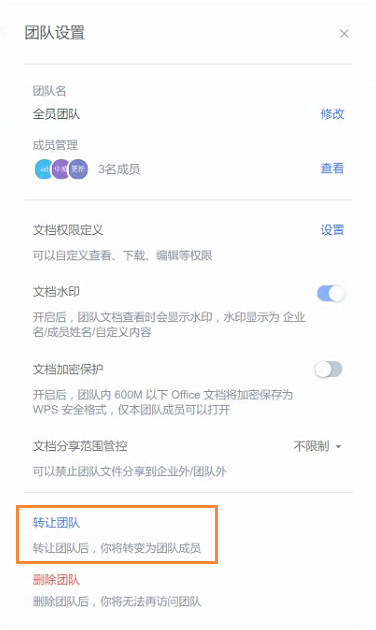 团队设置
团队名
全员团队 修改
成员管理
中威 更新 3名成员 查看
文档权限定义 设置
可以自定义查看、下载、编辑等权限
文档水印
开启后，团队文档查看时会显示水印，水印显示为 企业
名/成员姓名/自定义内容
文档加密保护
开启后，团队内 600M 以下 Office 文档将加密保存为
WPS 安全格式，仅本团队成员可以打开
文档分享范围管控 不限制
可以禁止团队文件分享到企业外/团队外
转让团队
转让团队后，你将转变为团队成员
删除团队
删除团队后，你将无法再访问团队